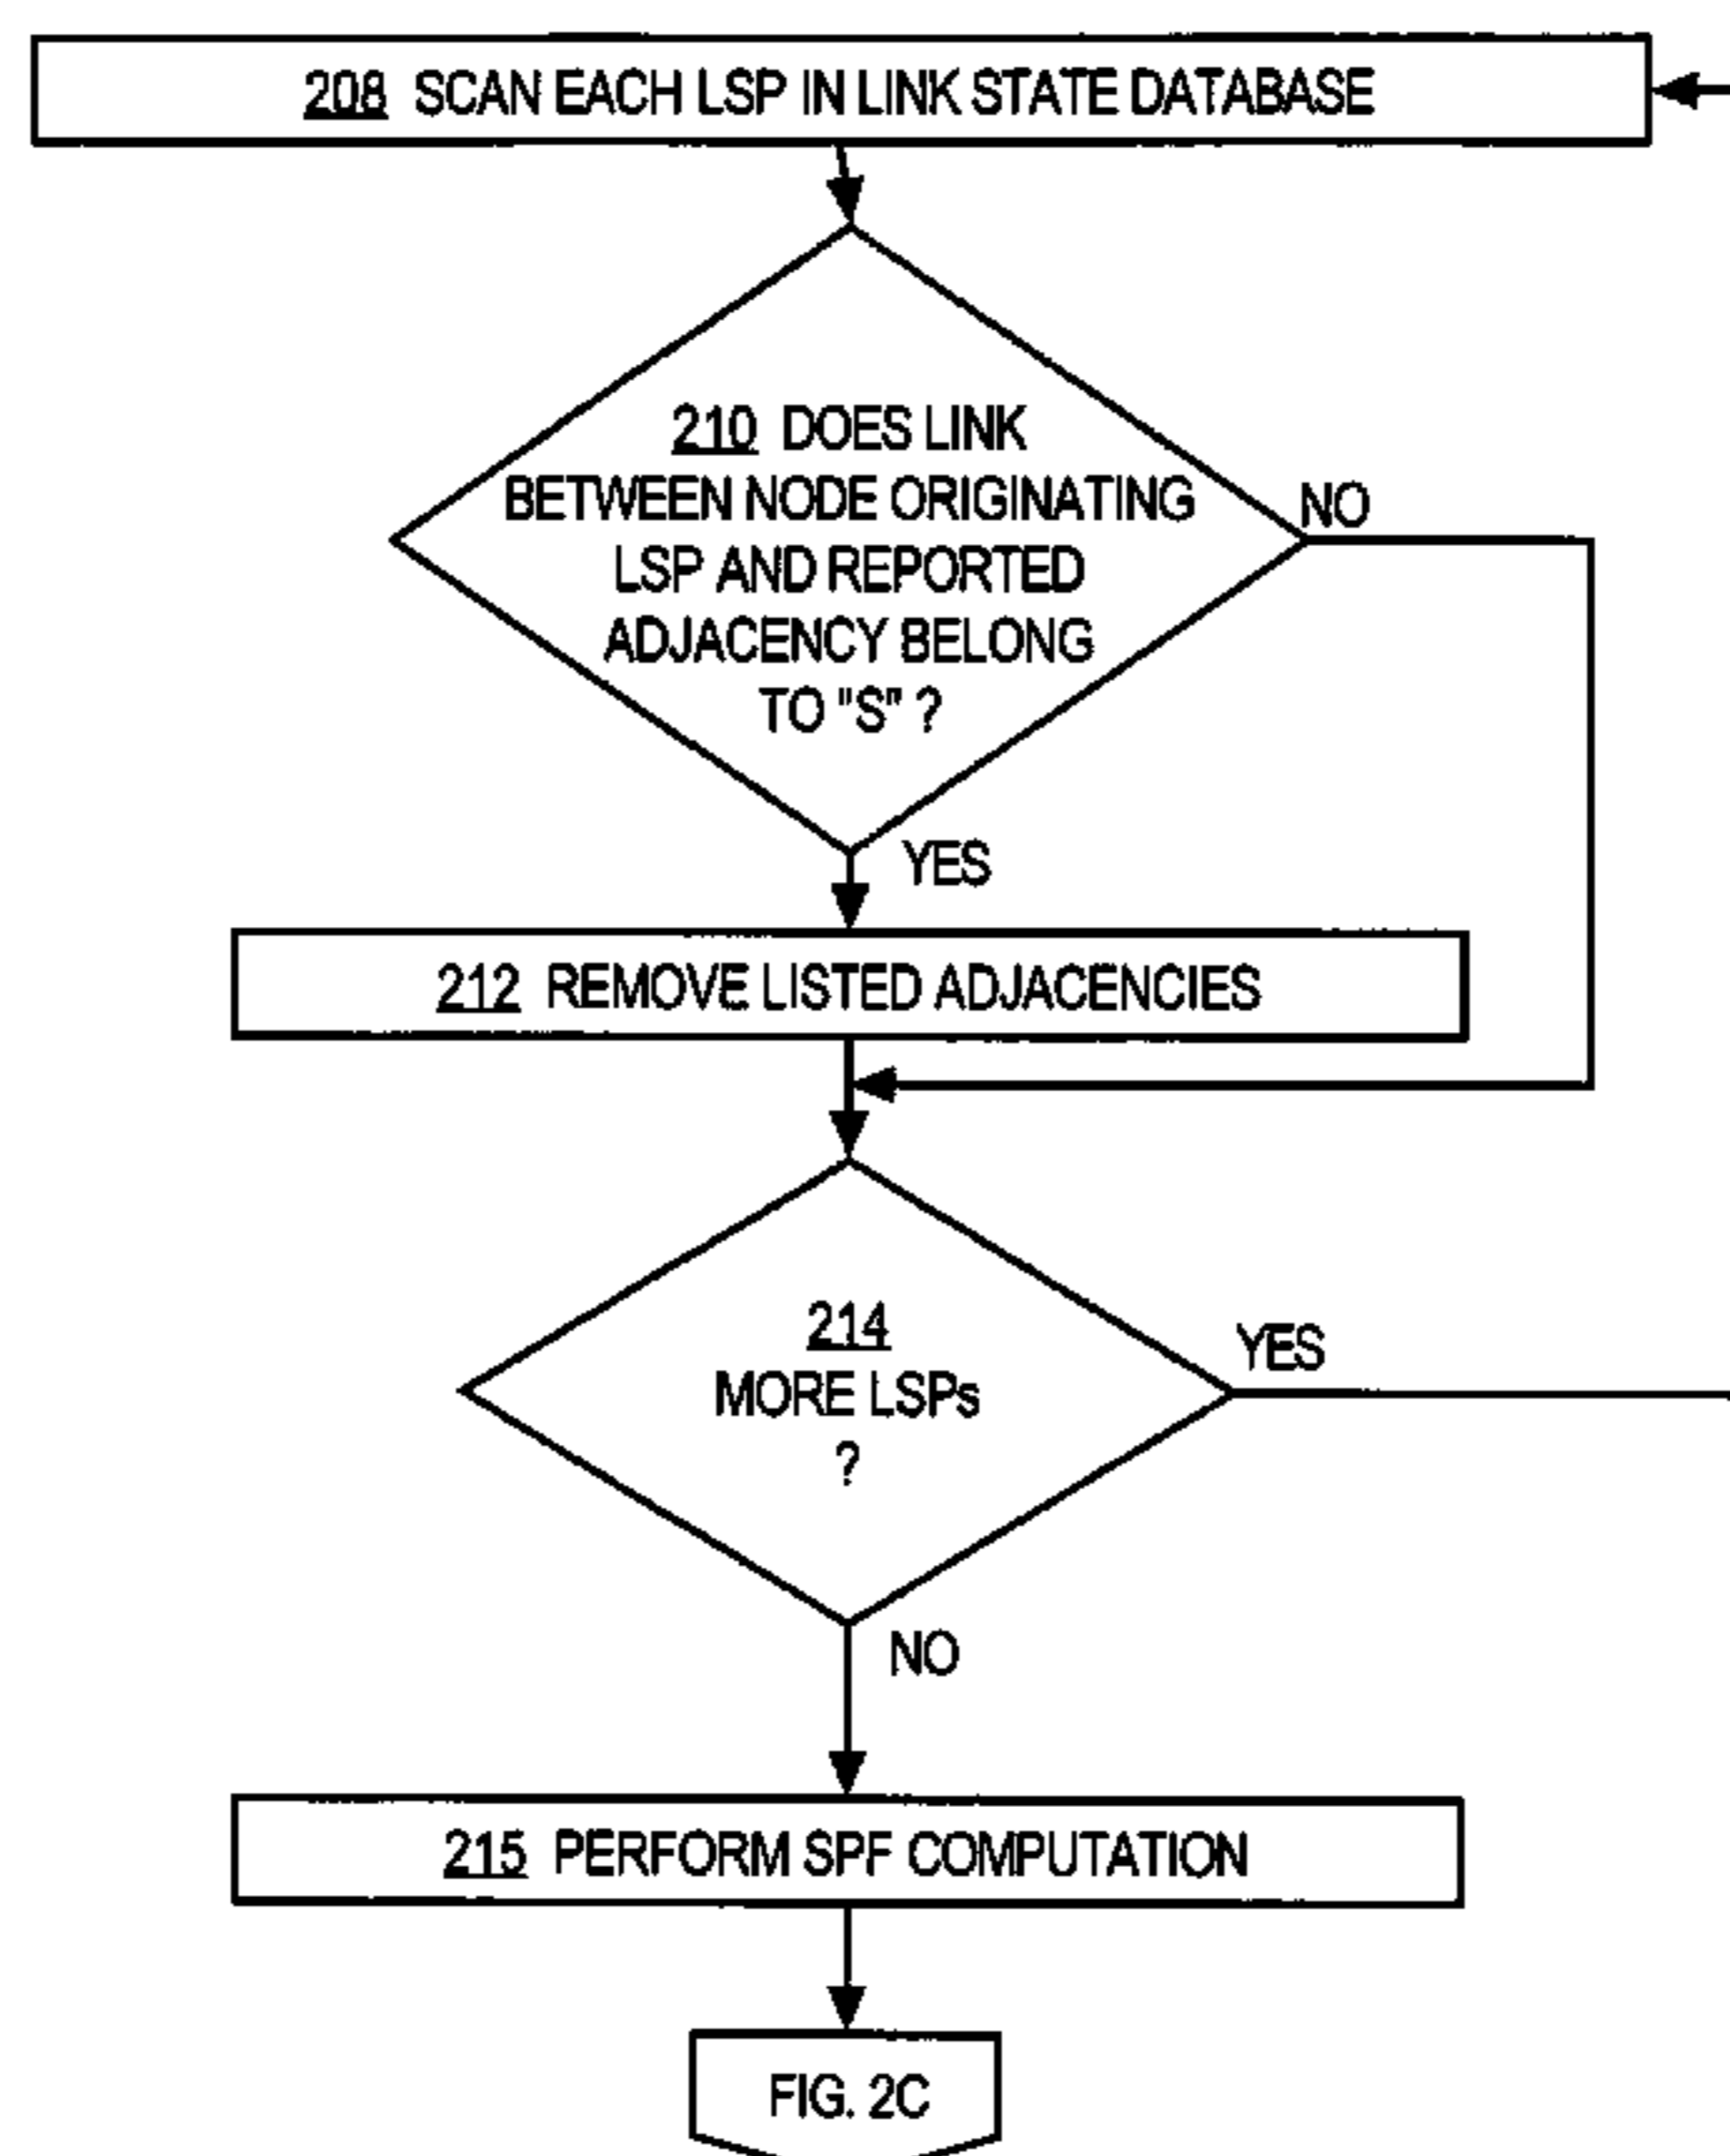 208 SCAN EACH LSP IN LINK STATE DATABASE
210 DOES LINK
BETWEEN NODE ORIGINATING
LSP AND REPORTED
ADJACENCY BELONG
TO "S" ?
NO
YES
212 REMOVE LISTED ADJACENCIES
214
MORE LSPs
?
YES
NO
215 PERFORM SPF COMPUTATION
FIG. 2C